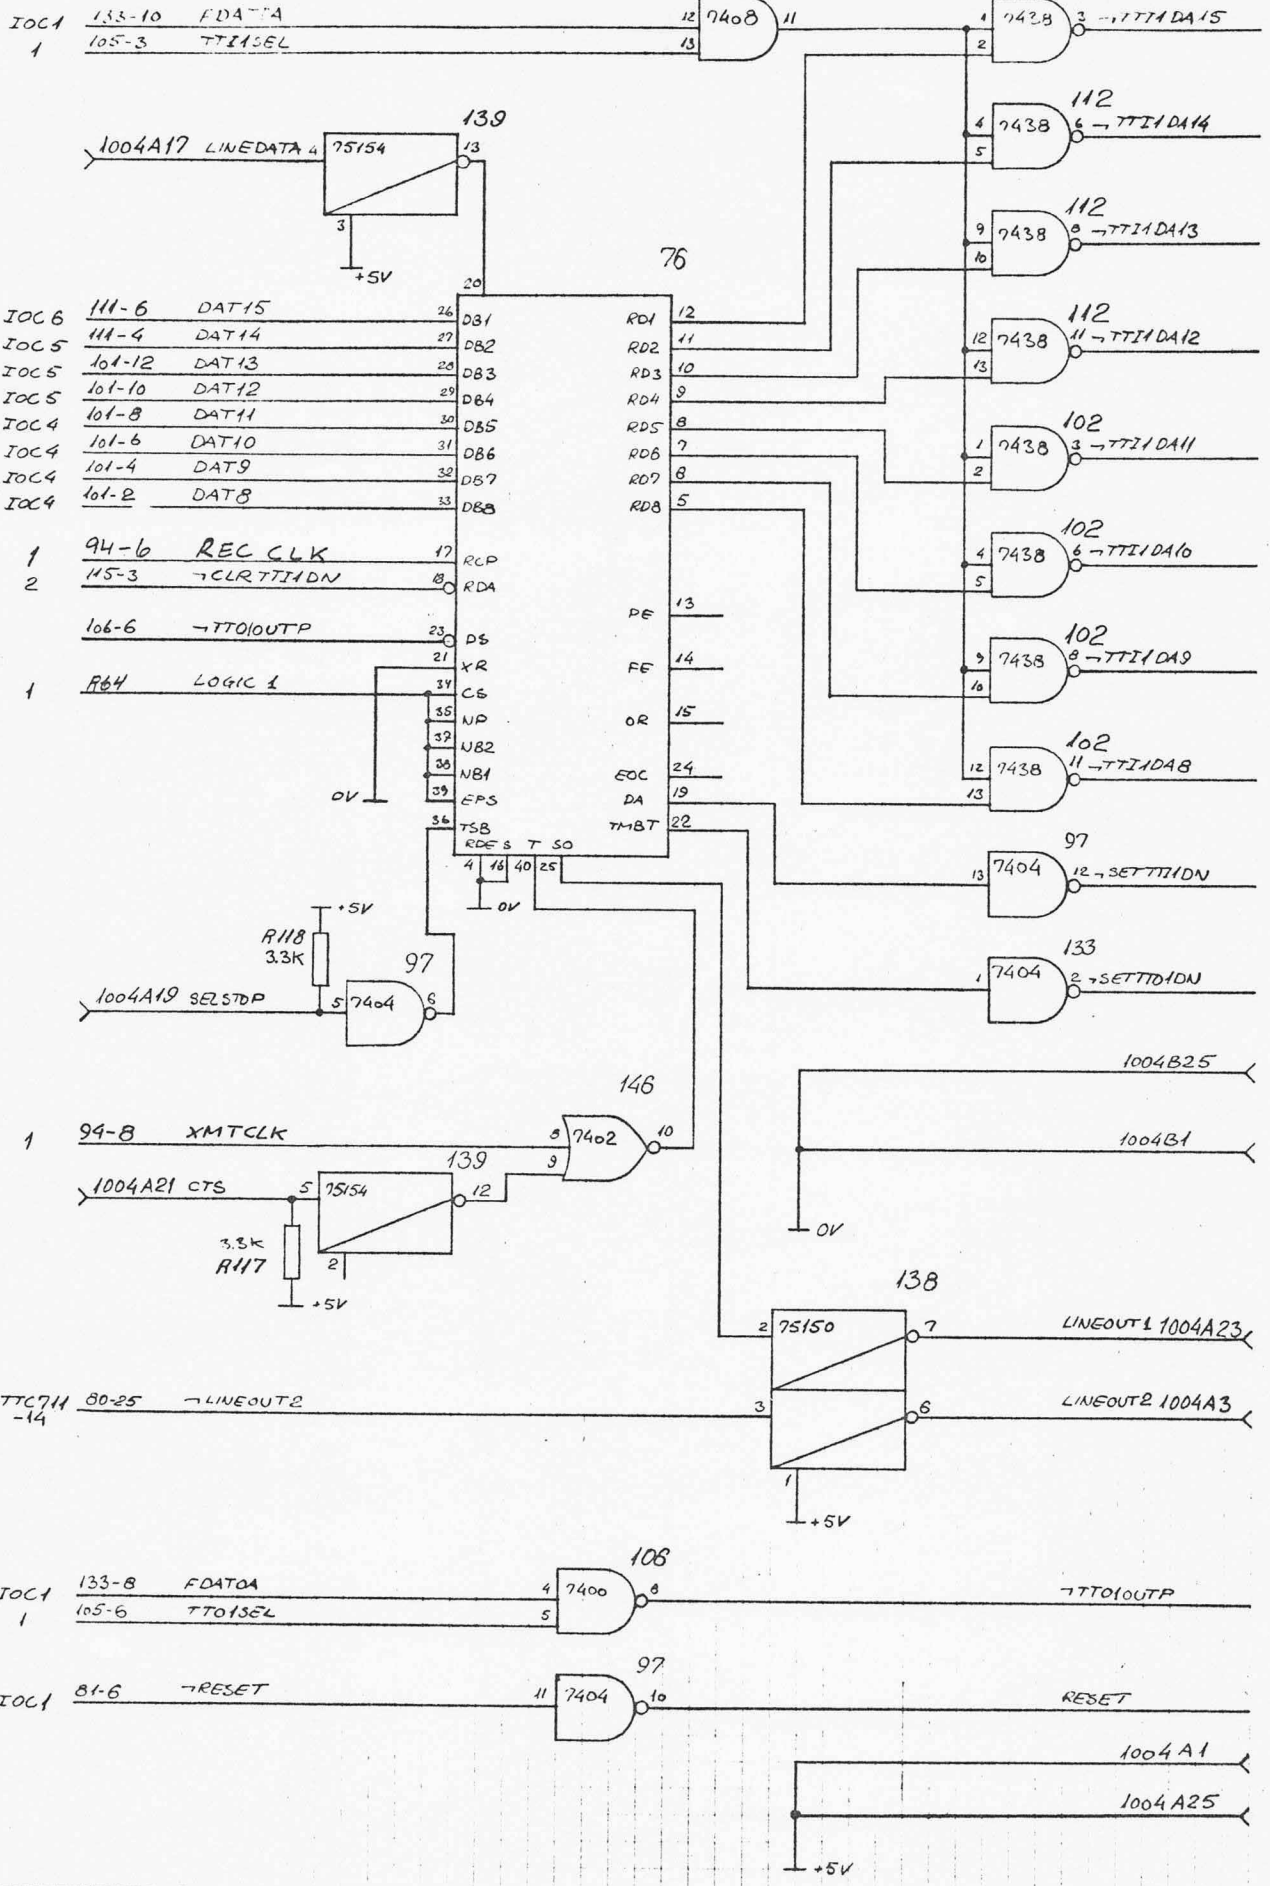 IOC1 133-10 FDATIA 12 7408 11 1 7438 3 ¬TTI1DA15
1 105-3 TTI1SEL 13 2
139
1004A17 LINEDATA 4 75154 13
3
+5V
112
4 7438 6 ¬TTI1DA14
5
112
9 7438 8 ¬TTI1DA13
10
112
12 7438 11 ¬TTI1DA12
13
102
1 7438 3 ¬TTI1DA11
2
102
4 7438 6 ¬TTI1DA10
5
102
9 7438 8 ¬TTI1DA9
10
102
12 7438 11 ¬TTI1DA8
13
76
20
IOC6 111-6 DAT15 26 DB1 RD1 12
IOC5 111-4 DAT14 27 DB2 RD2 11
IOC5 101-12 DAT13 28 DB3 RD3 10
IOC5 101-10 DAT12 29 DB4 RD4 9
IOC4 101-8 DAT11 30 DB5 RD5 8
IOC4 101-6 DAT10 31 DB6 RD6 7
IOC4 101-4 DAT9 32 DB7 RD7 6
IOC4 101-2 DAT8 33 DB8 RD8 5
1 94-6 REC CLK 17 RCP
2 115-3 ¬CLRTTI1DN 18 RDA
PE 13
106-6 ¬TTO1OUTP 23 DS
21 XR FE 14
1 R64 LOGIC 1 34 CS
35 NP OR 15
37 NB2
38 NB1 EOC 24
0V 39 EPS DA 19
36 TSB TMBT 22
RDE S T SO
4 16 40 25
0V
97
13 7404 12 ¬SETTTI1DN
133
1 7404 2 ¬SETTTO1DN
+5V
R118
3.3K
97
1004A19 SELSTOP 5 7404 6
1004B25
1004B1
0V
146
1 94-8 XMTCLK 8 7402 10
9
139
1004A21 CTS 5 75154 12
3.3K
R117
2
+5V
138
2 75150 7 LINEOUT1 1004A23
TTC711
-14 80-25 ¬LINEOUT2 3 6 LINEOUT2 1004A3
1
+5V
106
IOC1 133-8 FDATOA 4 7400 6 ¬TTO1OUTP
1 105-6 TTO1SEL 5
97
IOC1 81-6 ¬RESET 11 7404 10 RESET
1004A1
1004A25
+5V